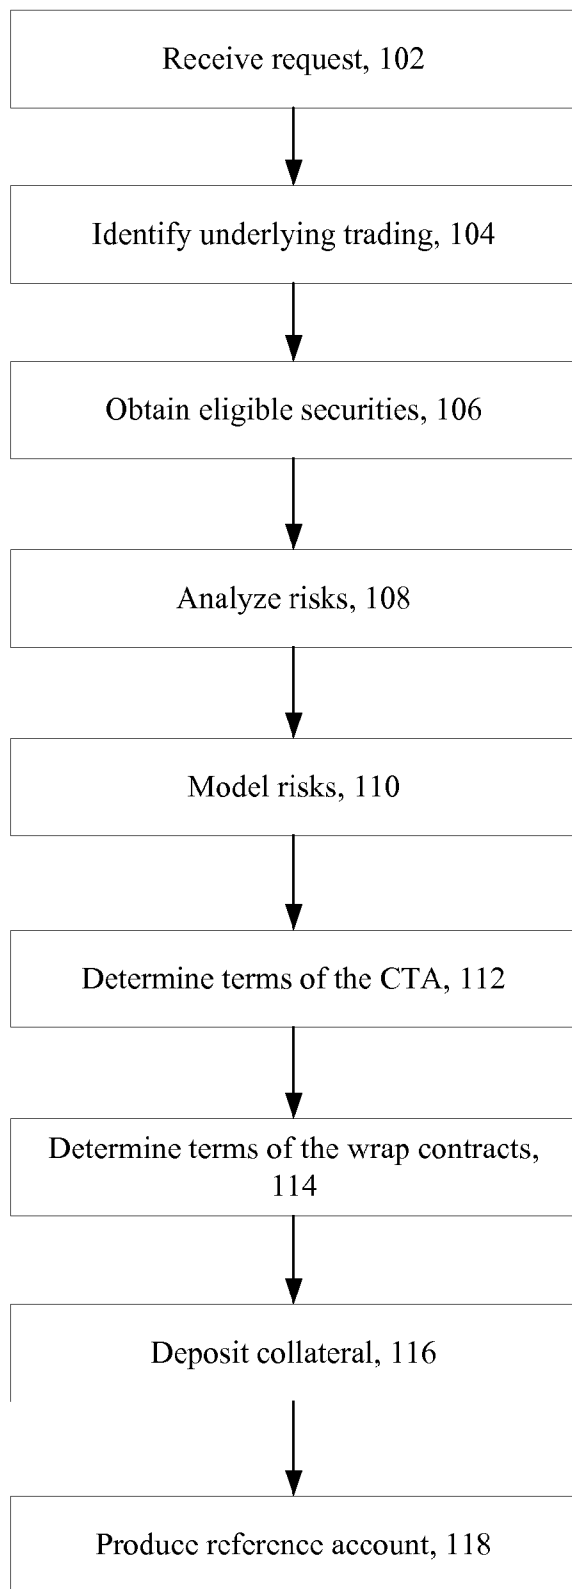 Receive request, 102
Identify underlying trading, 104
Obtain eligible securities, 106
Analyze risks, 108
Model risks, 110
Determine terms of the CTA, 112
Determine terms of the wrap contracts,
114
Deposit collateral, 116
Produce reference account, 118